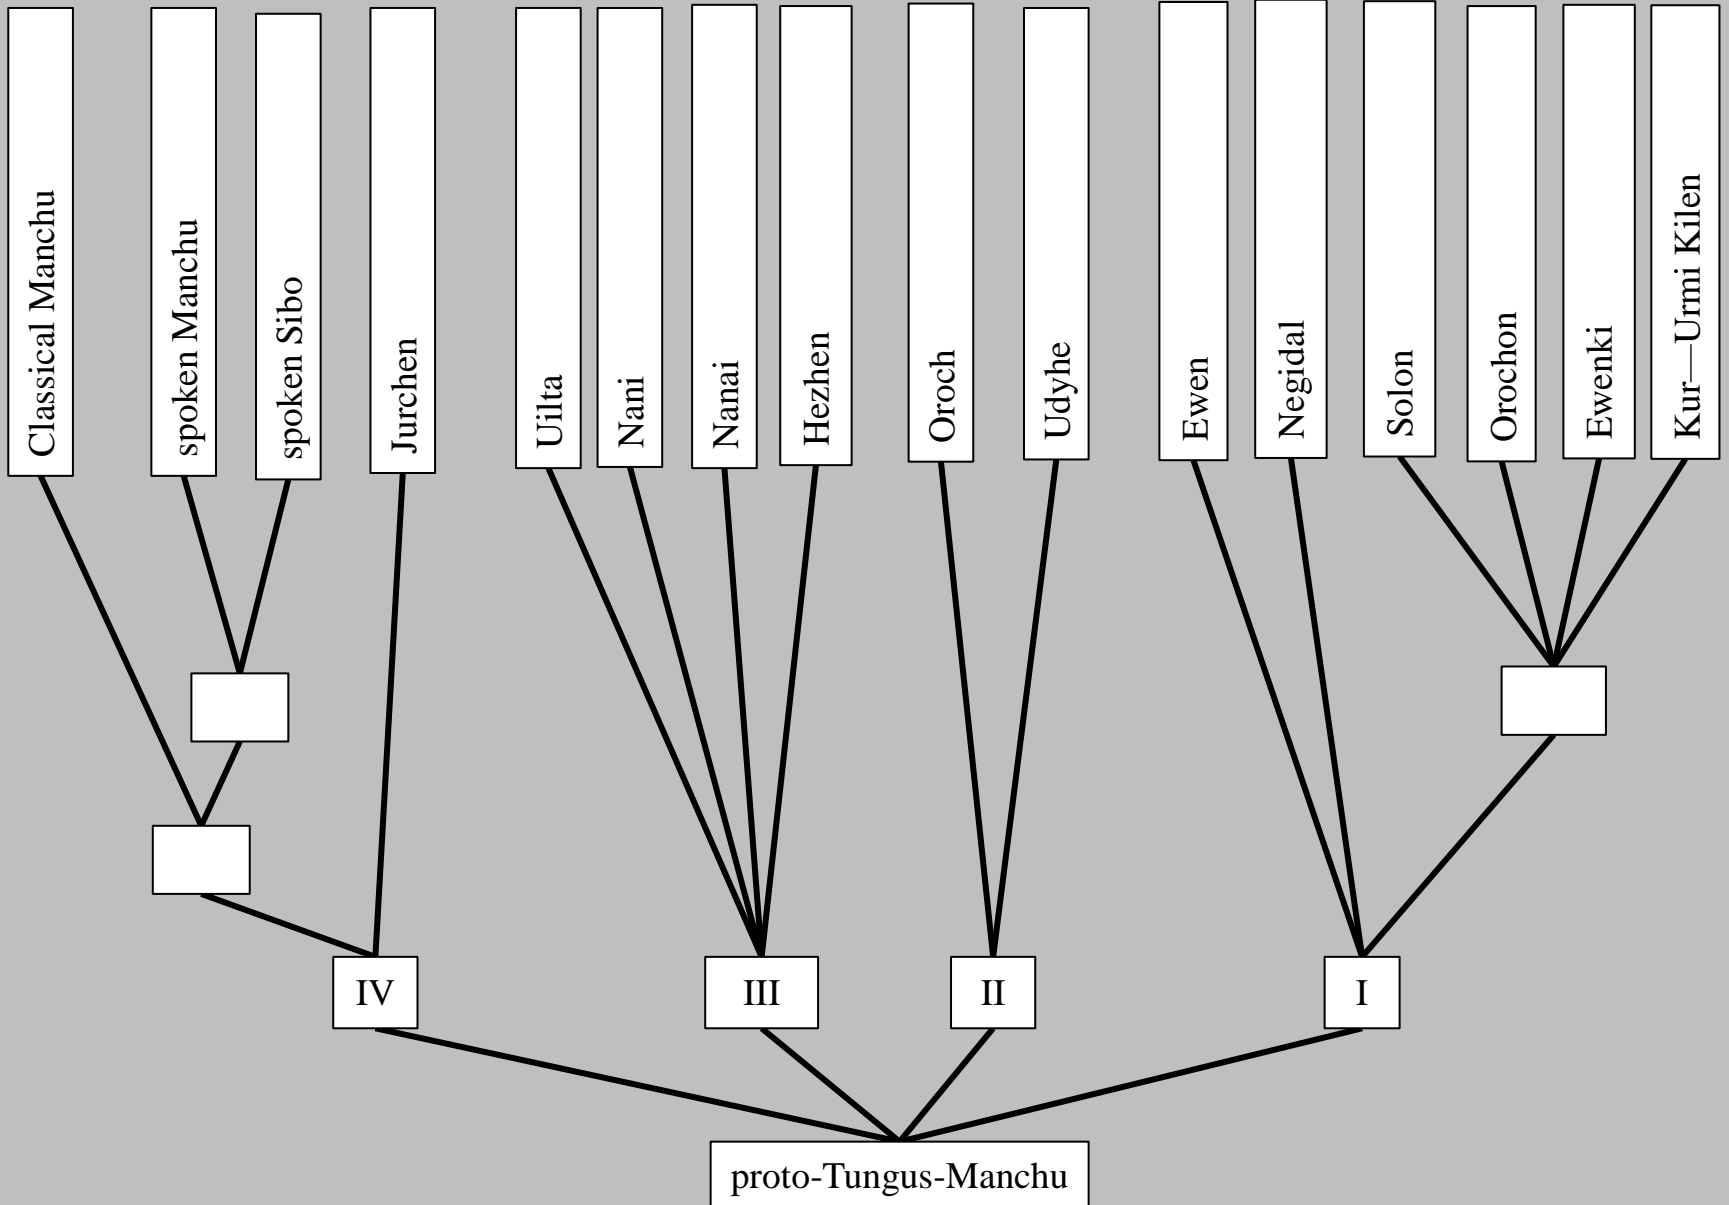 Classical Manchu
spoken Manchu
spoken Sibo
Jurchen
Uilta
Nani
Nanai
Hezhen
Oroch
Udyhe
Ewen
Negidal
Solon
Orochon
Ewenki
Kur—Urmi Kilen
IV
III
II
I
proto-Tungus-Manchu